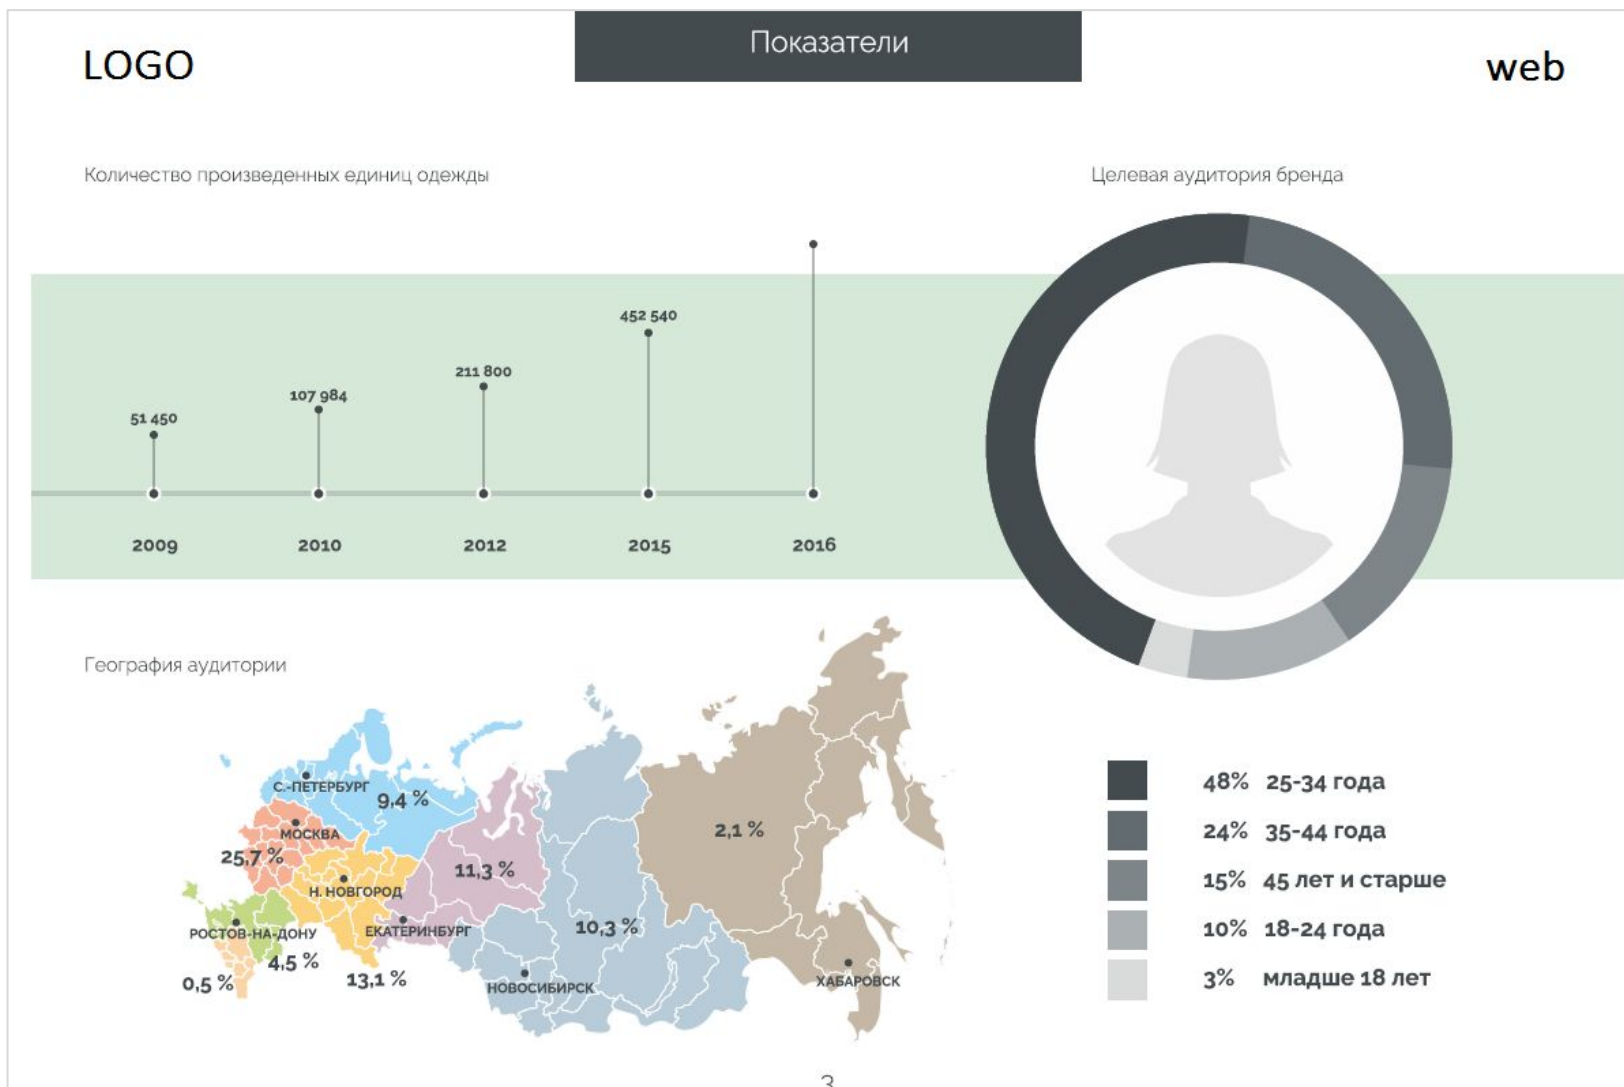 LOGO
Показатели
web
Количество произведенных единиц одежды
Целевая аудитория бренда
51 450
107 984
211 800
452 540
2009
2010
2012
2015
2016
География аудитории
С.-ПЕТЕРБУРГ
9,4 %
МОСКВА
25,7 %
Н. НОВГОРОД
11,3 %
2,1 %
РОСТОВ-НА-ДОНУ
ЕКАТЕРИНБУРГ
10,3 %
4,5 %
0,5 %
13,1 %
НОВОСИБИРСК
ХАБАРОВСК
48% 25-34 года
24% 35-44 года
15% 45 лет и старше
10% 18-24 года
3% младше 18 лет
3